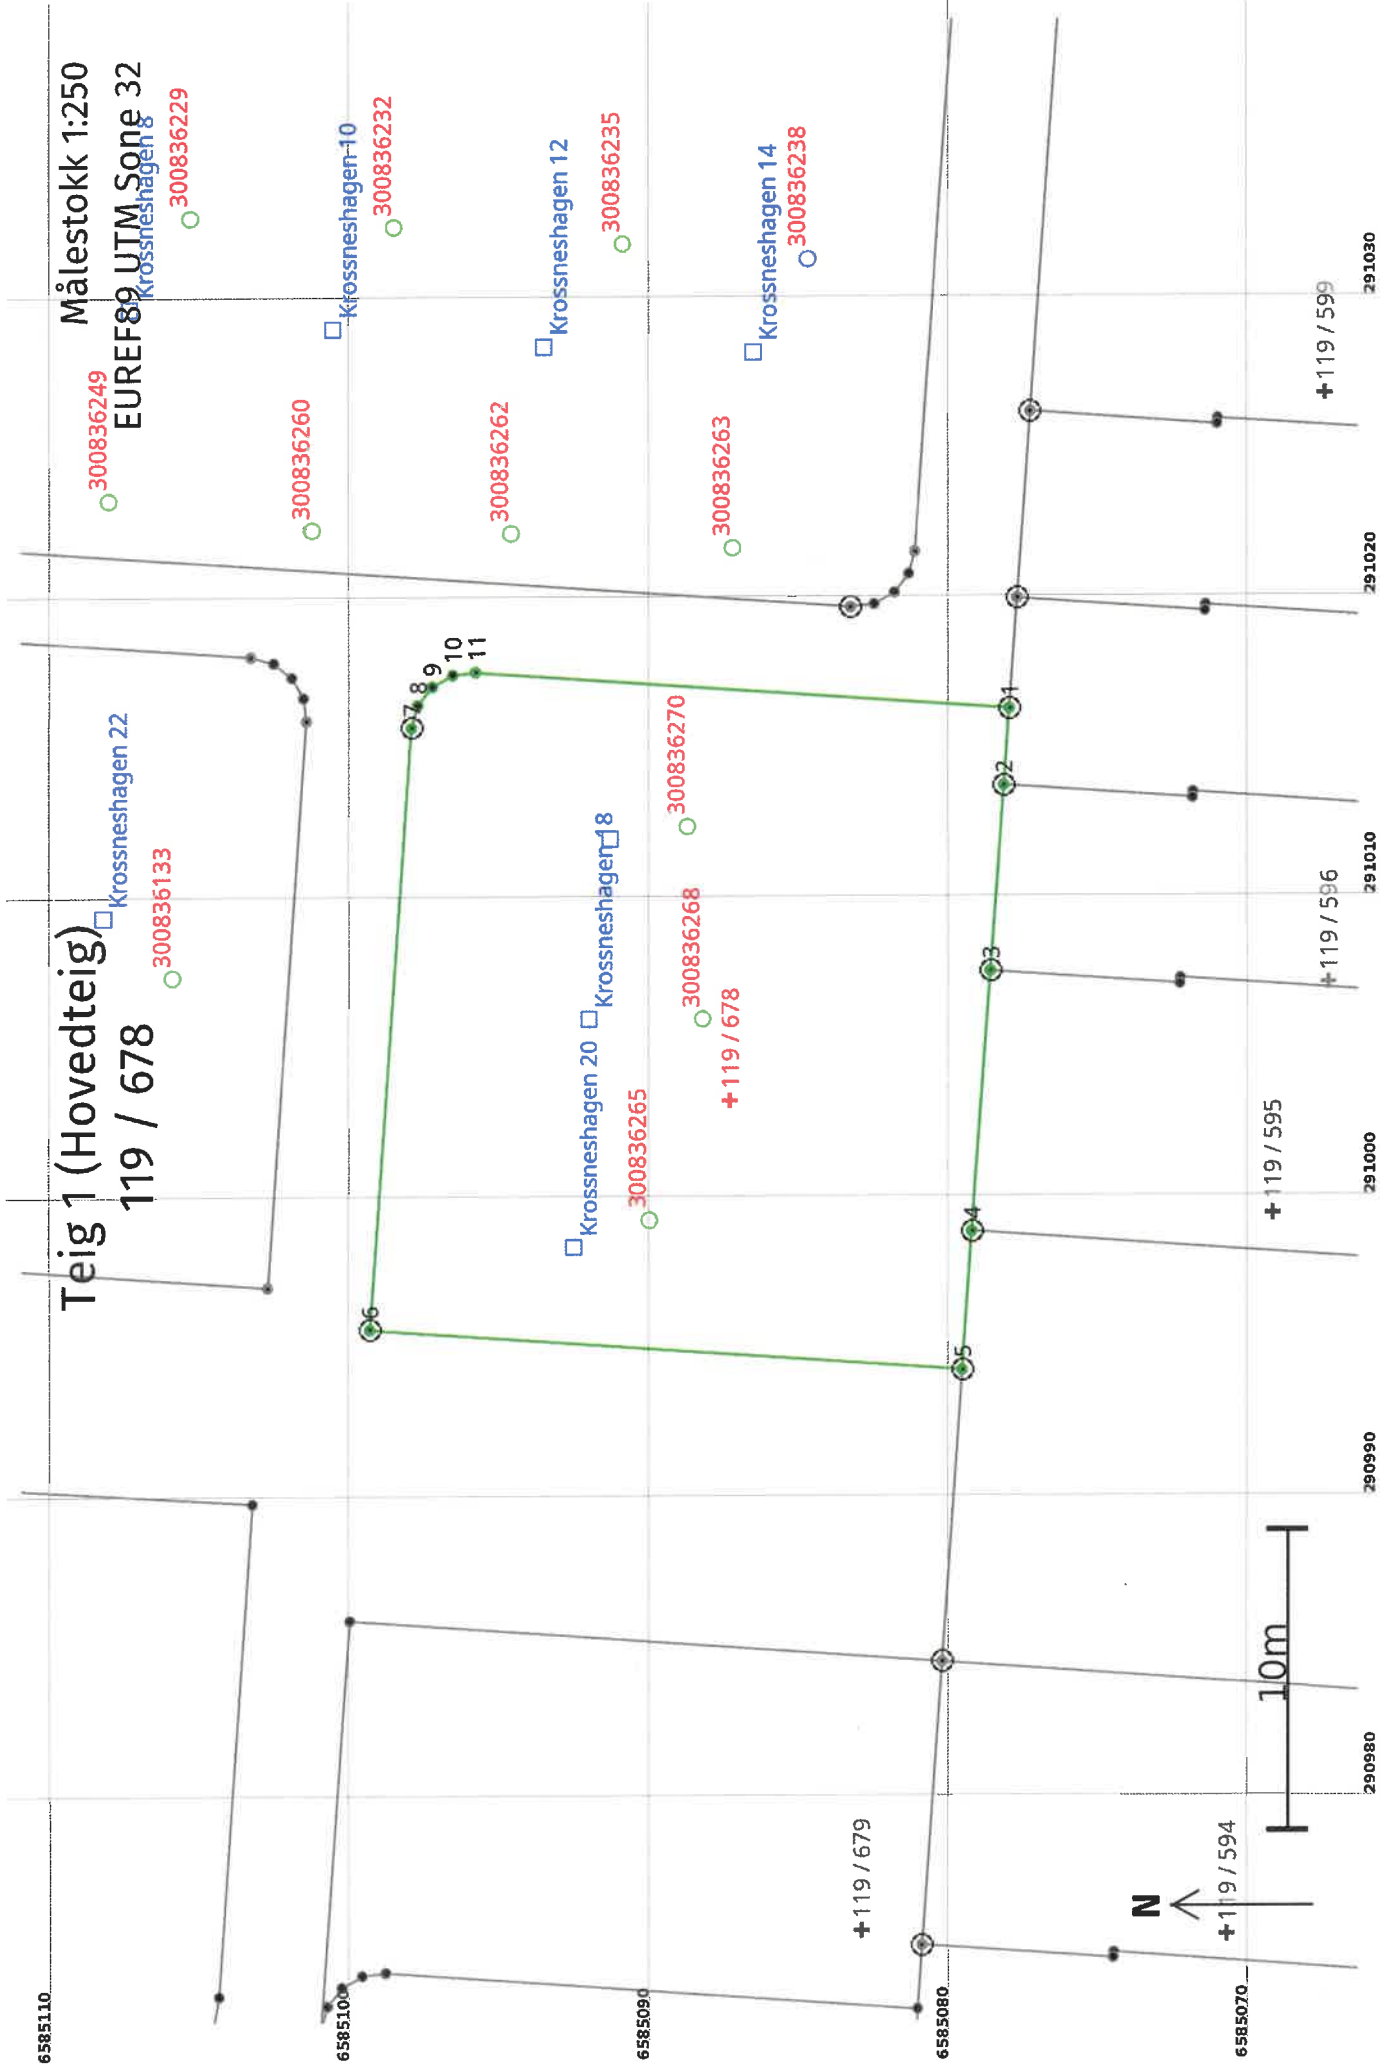 Teig 1 (Hovedteig)
119 / 678
Målestokk 1:250
EUREF89 UTM Sone 32
6585110
6585100
6585090
6585080
6585070
Krossneshagen 22
300836133
300836249
300836260
300836262
300836263
Krossneshagen 8
300836229
Krossneshagen 10
300836232
Krossneshagen 12
300836235
Krossneshagen 14
300836238
6
7
8
9
10
11
Krossneshagen 20
Krossneshagen 18
300836265
300836268
300836270
+119 / 678
5
4
3
2
1
+119 / 679
+119 / 594
+119 / 595
+119 / 596
+119 / 599
N
10m
290980
290990
291000
291010
291020
291030